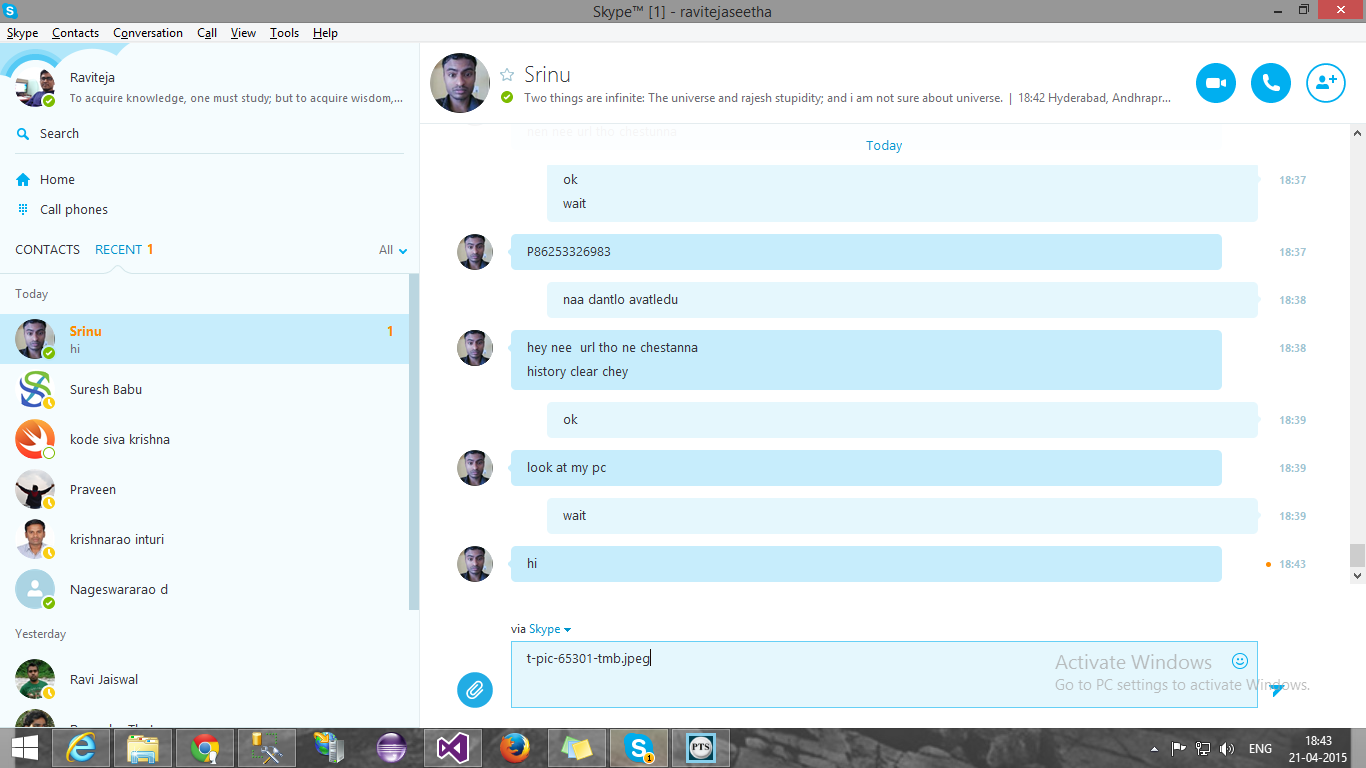 Skype™ [1] - ravitejaseetha
Skype Contacts Conversation Call View Tools Help
Raviteja
To acquire knowledge, one must study; but to acquire wisdom,...
Search
Home
Call phones
CONTACTS RECENT 1 All
Today
Srinu 1
hi
Suresh Babu
kode siva krishna
Praveen
krishnarao inturi
Nageswararao d
Yesterday
Ravi Jaiswal
Srinu
Two things are infinite: The universe and rajesh stupidity; and i am not sure about universe. | 18:42 Hyderabad, Andhrapr...
nee url tho chestanna
Today
ok 18:37
wait
P86253326983 18:37
naa dantlo avatledu 18:38
hey nee url tho ne chestanna 18:38
history clear chey
ok 18:39
look at my pc 18:39
wait 18:39
hi 18:43
via Skype
t-pic-65301-tmb.jpeg
Activate Windows
Go to PC settings to activate Windows.
PTS
1
ENG
18:43
21-04-2015